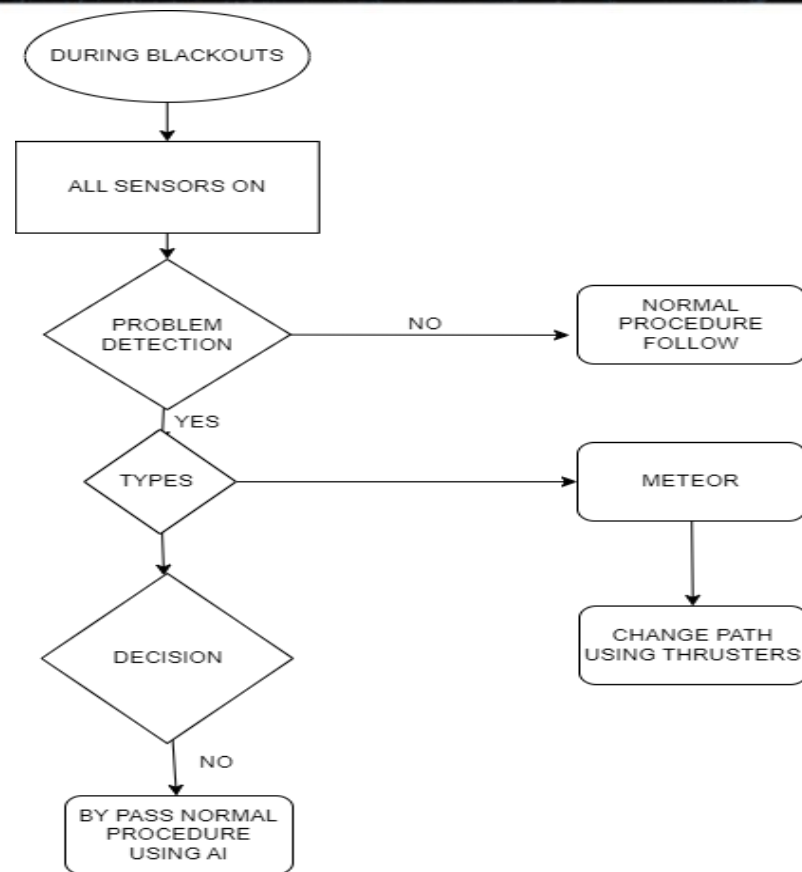 DURING BLACKOUTS
ALL SENSORS ON
PROBLEM
DETECTION
NO
NORMAL
PROCEDURE
FOLLOW
YES
TYPES
METEOR
CHANGE PATH
USING THRUSTERS
DECISION
NO
BY PASS NORMAL
PROCEDURE
USING AI